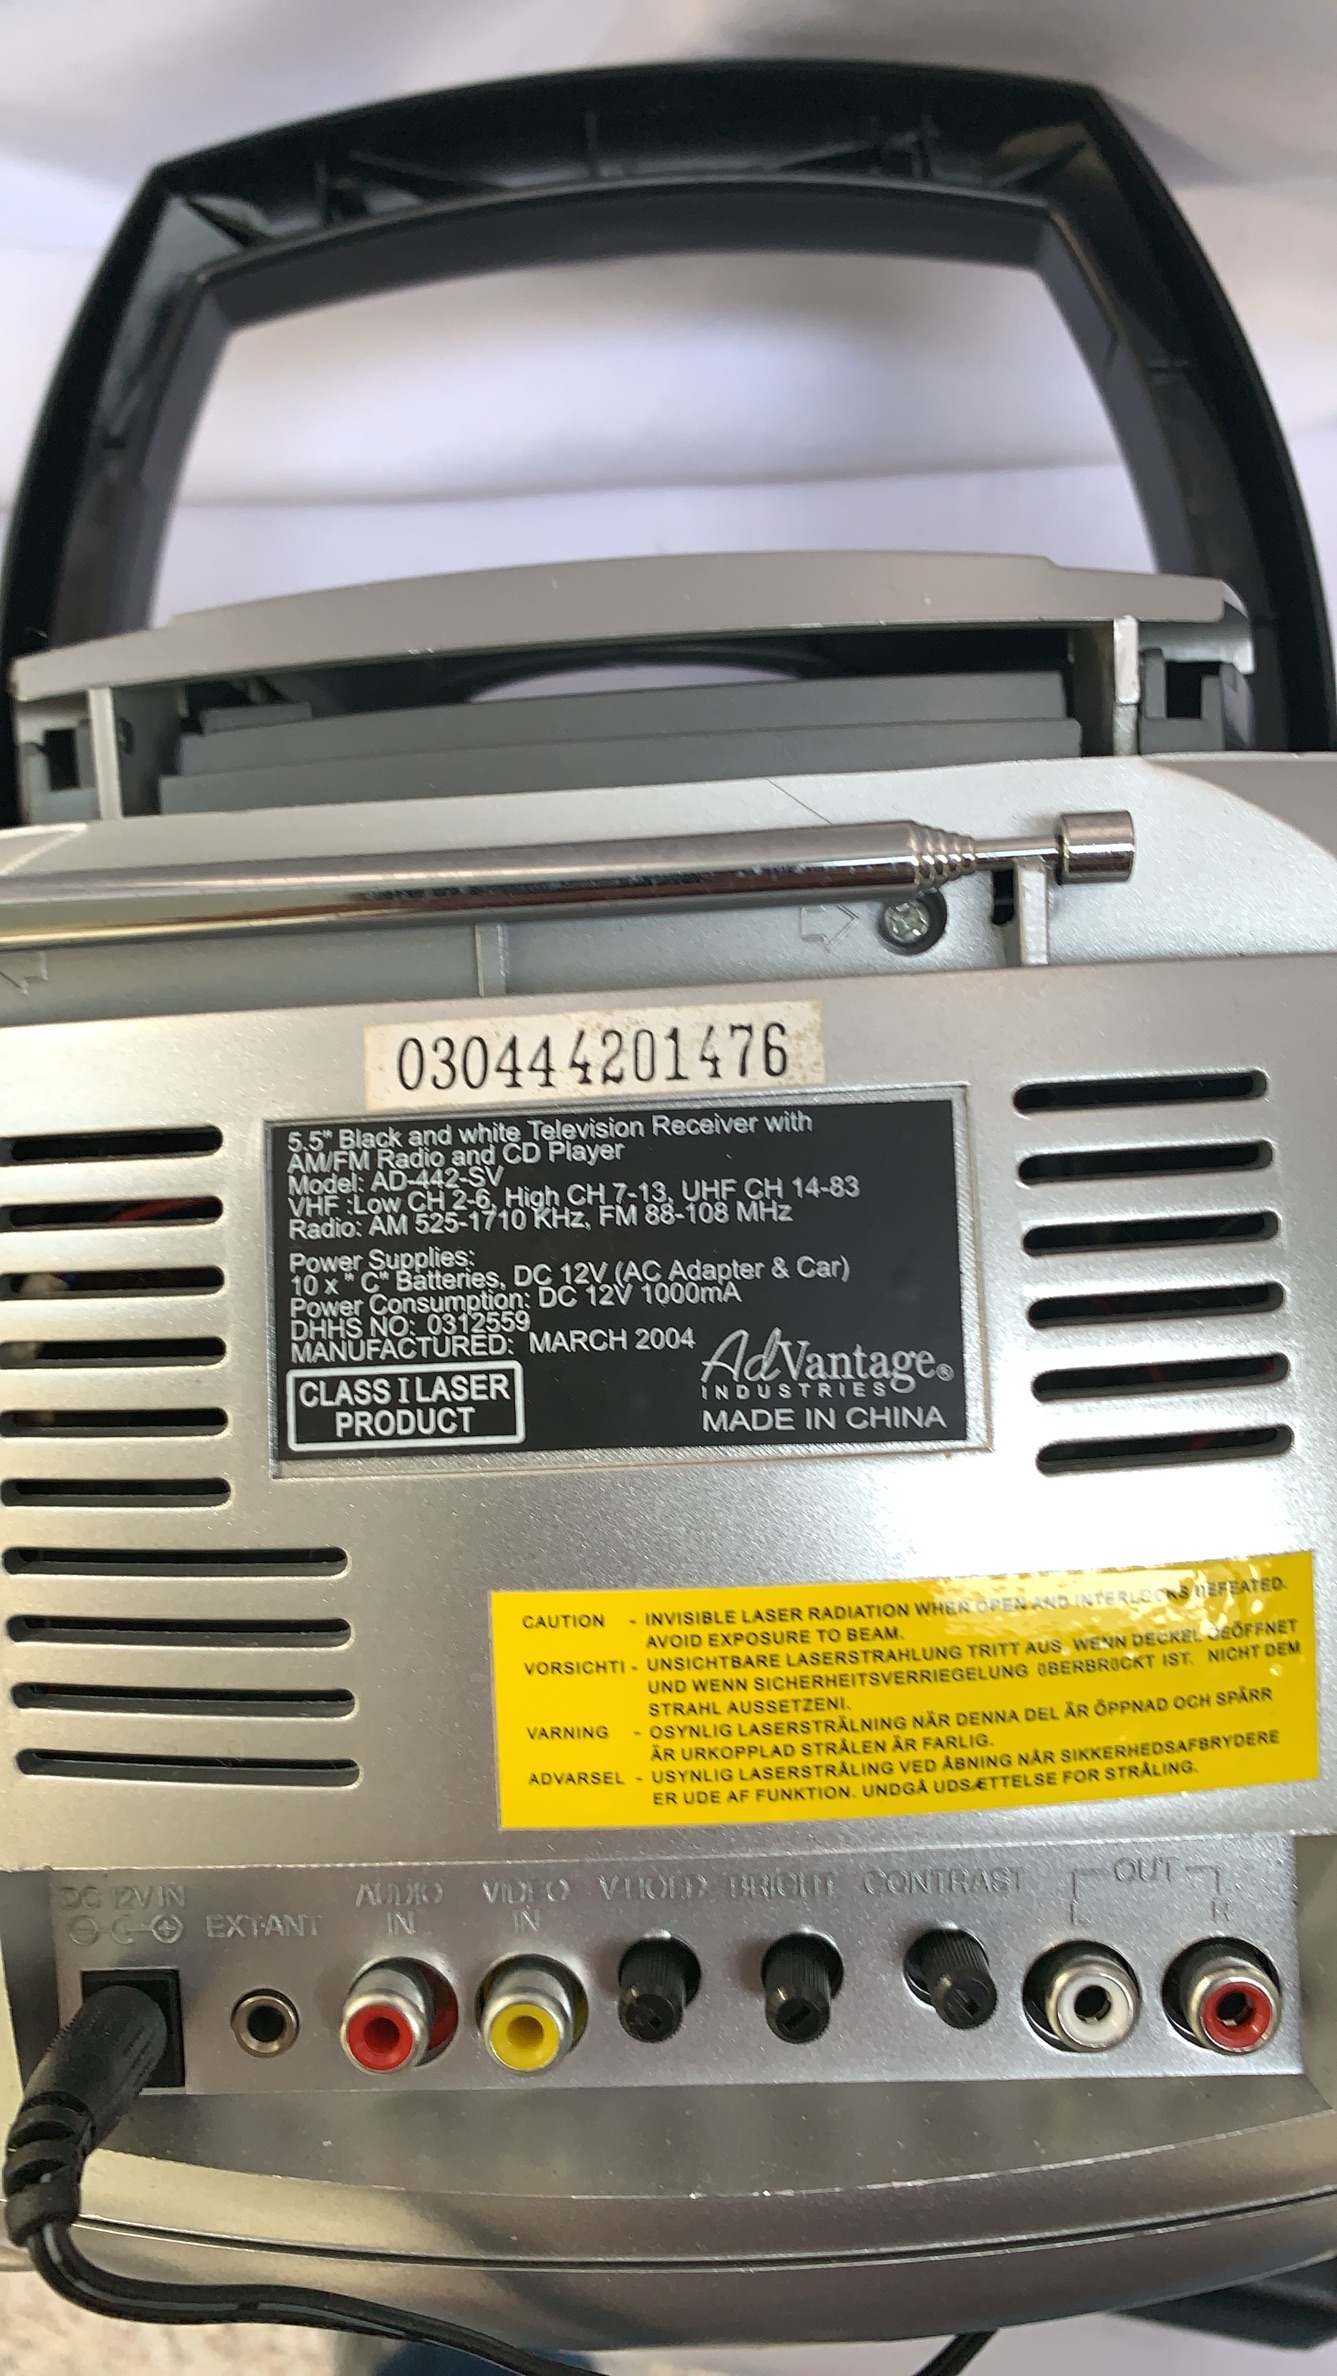 030444201476
5.5" Black and white Television Receiver with
AM/FM Radio and CD Player
Model: AD-442-SV
VHF :Low CH 2-6, High CH 7-13, UHF CH 14-83
Radio: AM 525-1710 KHz, FM 88-108 MHz
Power Supplies:
10 x " C" Batteries, DC 12V (AC Adapter & Car)
Power Consumption: DC 12V 1000mA
DHHS NO: 0312559
MANUFACTURED: MARCH 2004
CLASS I LASER
PRODUCT
AdVantage®
INDUSTRIES
MADE IN CHINA
CAUTION - INVISIBLE LASER RADIATION WHEN OPEN AND INTERLOCKS DEFEATED.
AVOID EXPOSURE TO BEAM.
VORSICHTI - UNSICHTBARE LASERSTRAHLUNG TRITT AUS, WENN DECKEL GEÖFFNET
UND WENN SICHERHEITSVERRIEGELUNG ÜBERBRÜCKT IST. NICHT DEM
STRAHL AUSSETZENI.
VARNING - OSYNLIG LASERSTRÄLNING NÄR DENNA DEL ÄR ÖPPNAD OCH SPÄRR
ÄR URKOPPLAD STRÅLEN ÄR FARLIG.
ADVARSEL - USYNLIG LASERSTRÅLING VED ÅBNING NÅR SIKKERHEDSAFBRYDERE
ER UDE AF FUNKTION. UNDGÅ UDSÆTTELSE FOR STRÅLING.
DC 12V IN
EXT·ANT
AUDIO
IN
VIDEO
IN
V-HOLD
BRIGHT
CONTRAST
OUT
L R